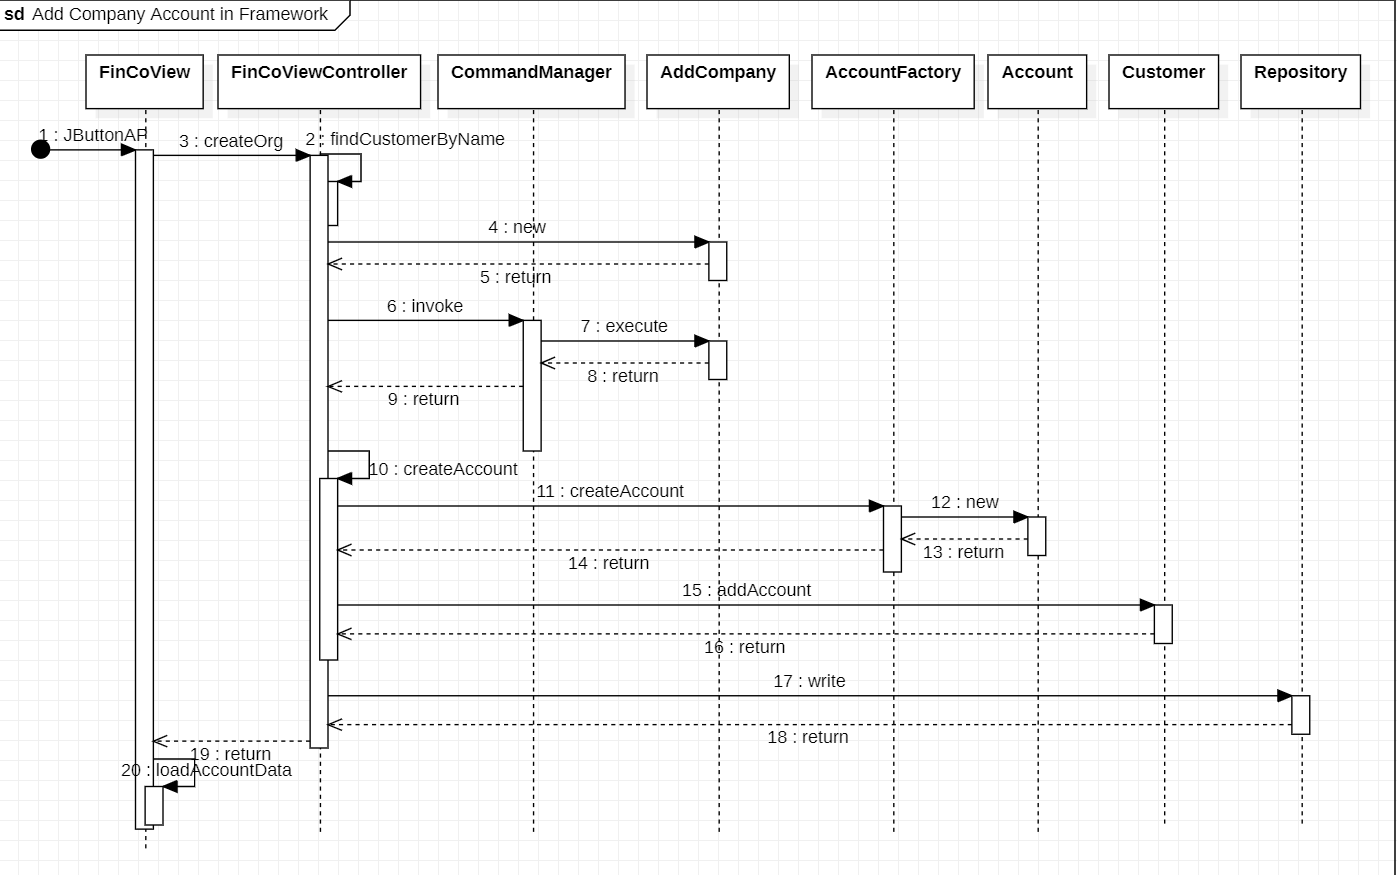 sd Add Company Account in Framework
FinCoView
FinCoViewController
CommandManager
AddCompany
AccountFactory
Account
Customer
Repository
1 : JButtonAP
3 : createOrg
2 : findCustomerByName
4 : new
5 : return
6 : invoke
7 : execute
8 : return
9 : return
10 : createAccount
11 : createAccount
12 : new
13 : return
14 : return
15 : addAccount
16 : return
17 : write
18 : return
19 : return
20 : loadAccountData